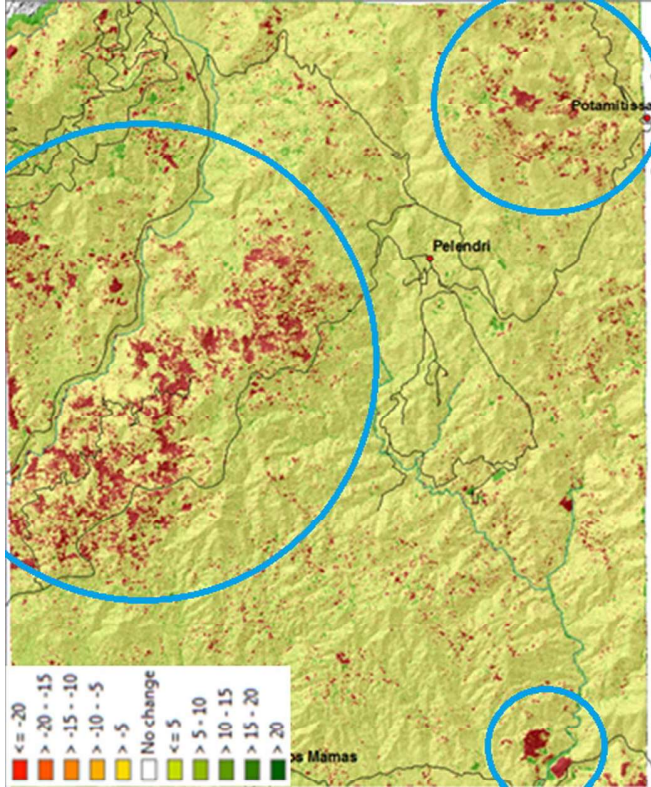 Potamitissa
Pelendri
os Mamas
<= -20
> -20 - -15
> -15 - -10
> -10 - -5
> -5
No change
<= 5
> 5 - 10
> 10 - 15
> 15 - 20
> 20